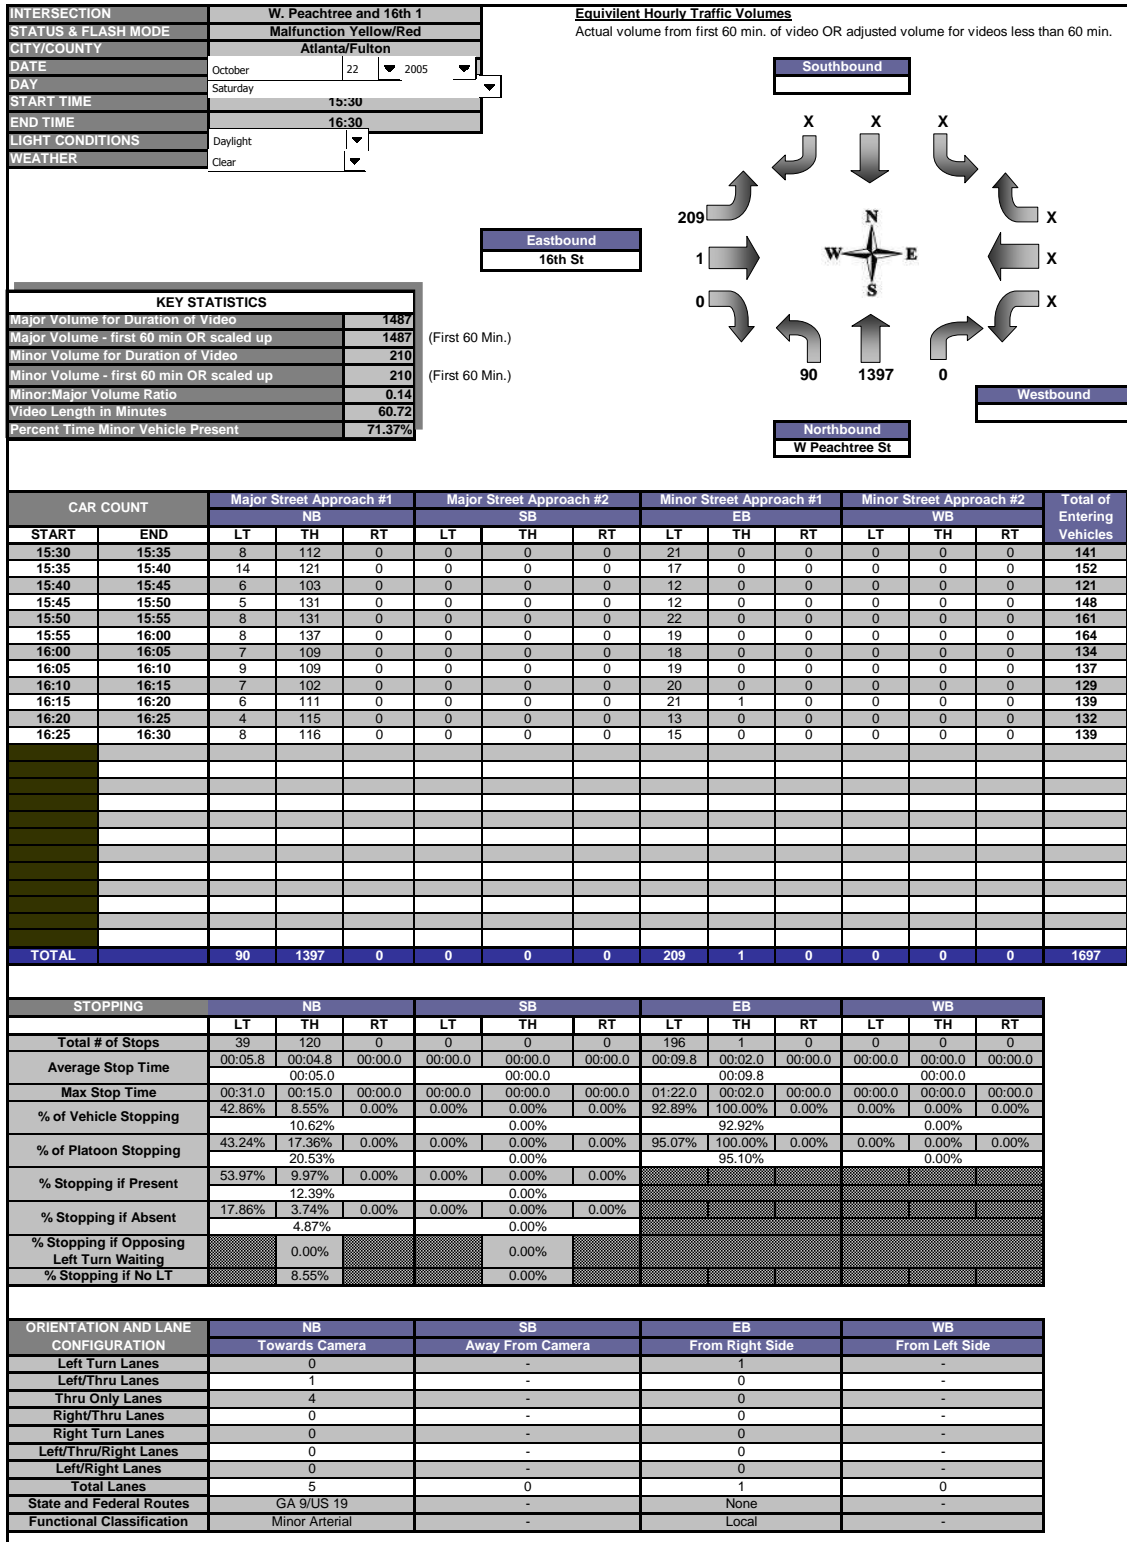 INTERSECTION W. Peachtree and 16th 1
STATUS & FLASH MODE Malfunction Yellow/Red
CITY/COUNTY Atlanta/Fulton
DATE October 22 2005
DAY Saturday
START TIME 15:30
END TIME 16:30
LIGHT CONDITIONS Daylight
WEATHER Clear
Equivilent Hourly Traffic Volumes
Actual volume from first 60 min. of video OR adjusted volume for videos less than 60 min.
Southbound
X X X
209 X
1 X
0 X
N
W E
S
Eastbound
16th St
90 1397 0
Westbound
Northbound
W Peachtree St
KEY STATISTICS
Major Volume for Duration of Video 1487
Major Volume - first 60 min OR scaled up 1487 (First 60 Min.)
Minor Volume for Duration of Video 210
Minor Volume - first 60 min OR scaled up 210 (First 60 Min.)
Minor:Major Volume Ratio 0.14
Video Length in Minutes 60.72
Percent Time Minor Vehicle Present 71.37%
CAR COUNT Major Street Approach #1 Major Street Approach #2 Minor Street Approach #1 Minor Street Approach #2 Total of
NB SB EB WB Entering
START END LT TH RT LT TH RT LT TH RT LT TH RT Vehicles
15:30 15:35 8 112 0 0 0 0 21 0 0 0 0 0 141
15:35 15:40 14 121 0 0 0 0 17 0 0 0 0 0 152
15:40 15:45 6 103 0 0 0 0 12 0 0 0 0 0 121
15:45 15:50 5 131 0 0 0 0 12 0 0 0 0 0 148
15:50 15:55 8 131 0 0 0 0 22 0 0 0 0 0 161
15:55 16:00 8 137 0 0 0 0 19 0 0 0 0 0 164
16:00 16:05 7 109 0 0 0 0 18 0 0 0 0 0 134
16:05 16:10 9 109 0 0 0 0 19 0 0 0 0 0 137
16:10 16:15 7 102 0 0 0 0 20 0 0 0 0 0 129
16:15 16:20 6 111 0 0 0 0 21 1 0 0 0 0 139
16:20 16:25 4 115 0 0 0 0 13 0 0 0 0 0 132
16:25 16:30 8 116 0 0 0 0 15 0 0 0 0 0 139
TOTAL 90 1397 0 0 0 0 209 1 0 0 0 0 1697
STOPPING NB SB EB WB
LT TH RT LT TH RT LT TH RT LT TH RT
Total # of Stops 39 120 0 0 0 0 196 1 0 0 0 0
Average Stop Time 00:05.8 00:04.8 00:00.0 00:00.0 00:00.0 00:00.0 00:09.8 00:02.0 00:00.0 00:00.0 00:00.0 00:00.0
00:05.0 00:00.0 00:09.8 00:00.0
Max Stop Time 00:31.0 00:15.0 00:00.0 00:00.0 00:00.0 00:00.0 01:22.0 00:02.0 00:00.0 00:00.0 00:00.0 00:00.0
% of Vehicle Stopping 42.86% 8.55% 0.00% 0.00% 0.00% 0.00% 92.89% 100.00% 0.00% 0.00% 0.00% 0.00%
10.62% 0.00% 92.92% 0.00%
% of Platoon Stopping 43.24% 17.36% 0.00% 0.00% 0.00% 0.00% 95.07% 100.00% 0.00% 0.00% 0.00% 0.00%
20.53% 0.00% 95.10% 0.00%
% Stopping if Present 53.97% 9.97% 0.00% 0.00% 0.00% 0.00%
12.39% 0.00%
% Stopping if Absent 17.86% 3.74% 0.00% 0.00% 0.00% 0.00%
4.87% 0.00%
% Stopping if Opposing
Left Turn Waiting 0.00% 0.00%
% Stopping if No LT 8.55% 0.00%
ORIENTATION AND LANE NB SB EB WB
CONFIGURATION Towards Camera Away From Camera From Right Side From Left Side
Left Turn Lanes 0 - 1 -
Left/Thru Lanes 1 - 0 -
Thru Only Lanes 4 - 0 -
Right/Thru Lanes 0 - 0 -
Right Turn Lanes 0 - 0 -
Left/Thru/Right Lanes 0 - 0 -
Left/Right Lanes 0 - 0 -
Total Lanes 5 0 1 0
State and Federal Routes GA 9/US 19 - None -
Functional Classification Minor Arterial - Local -